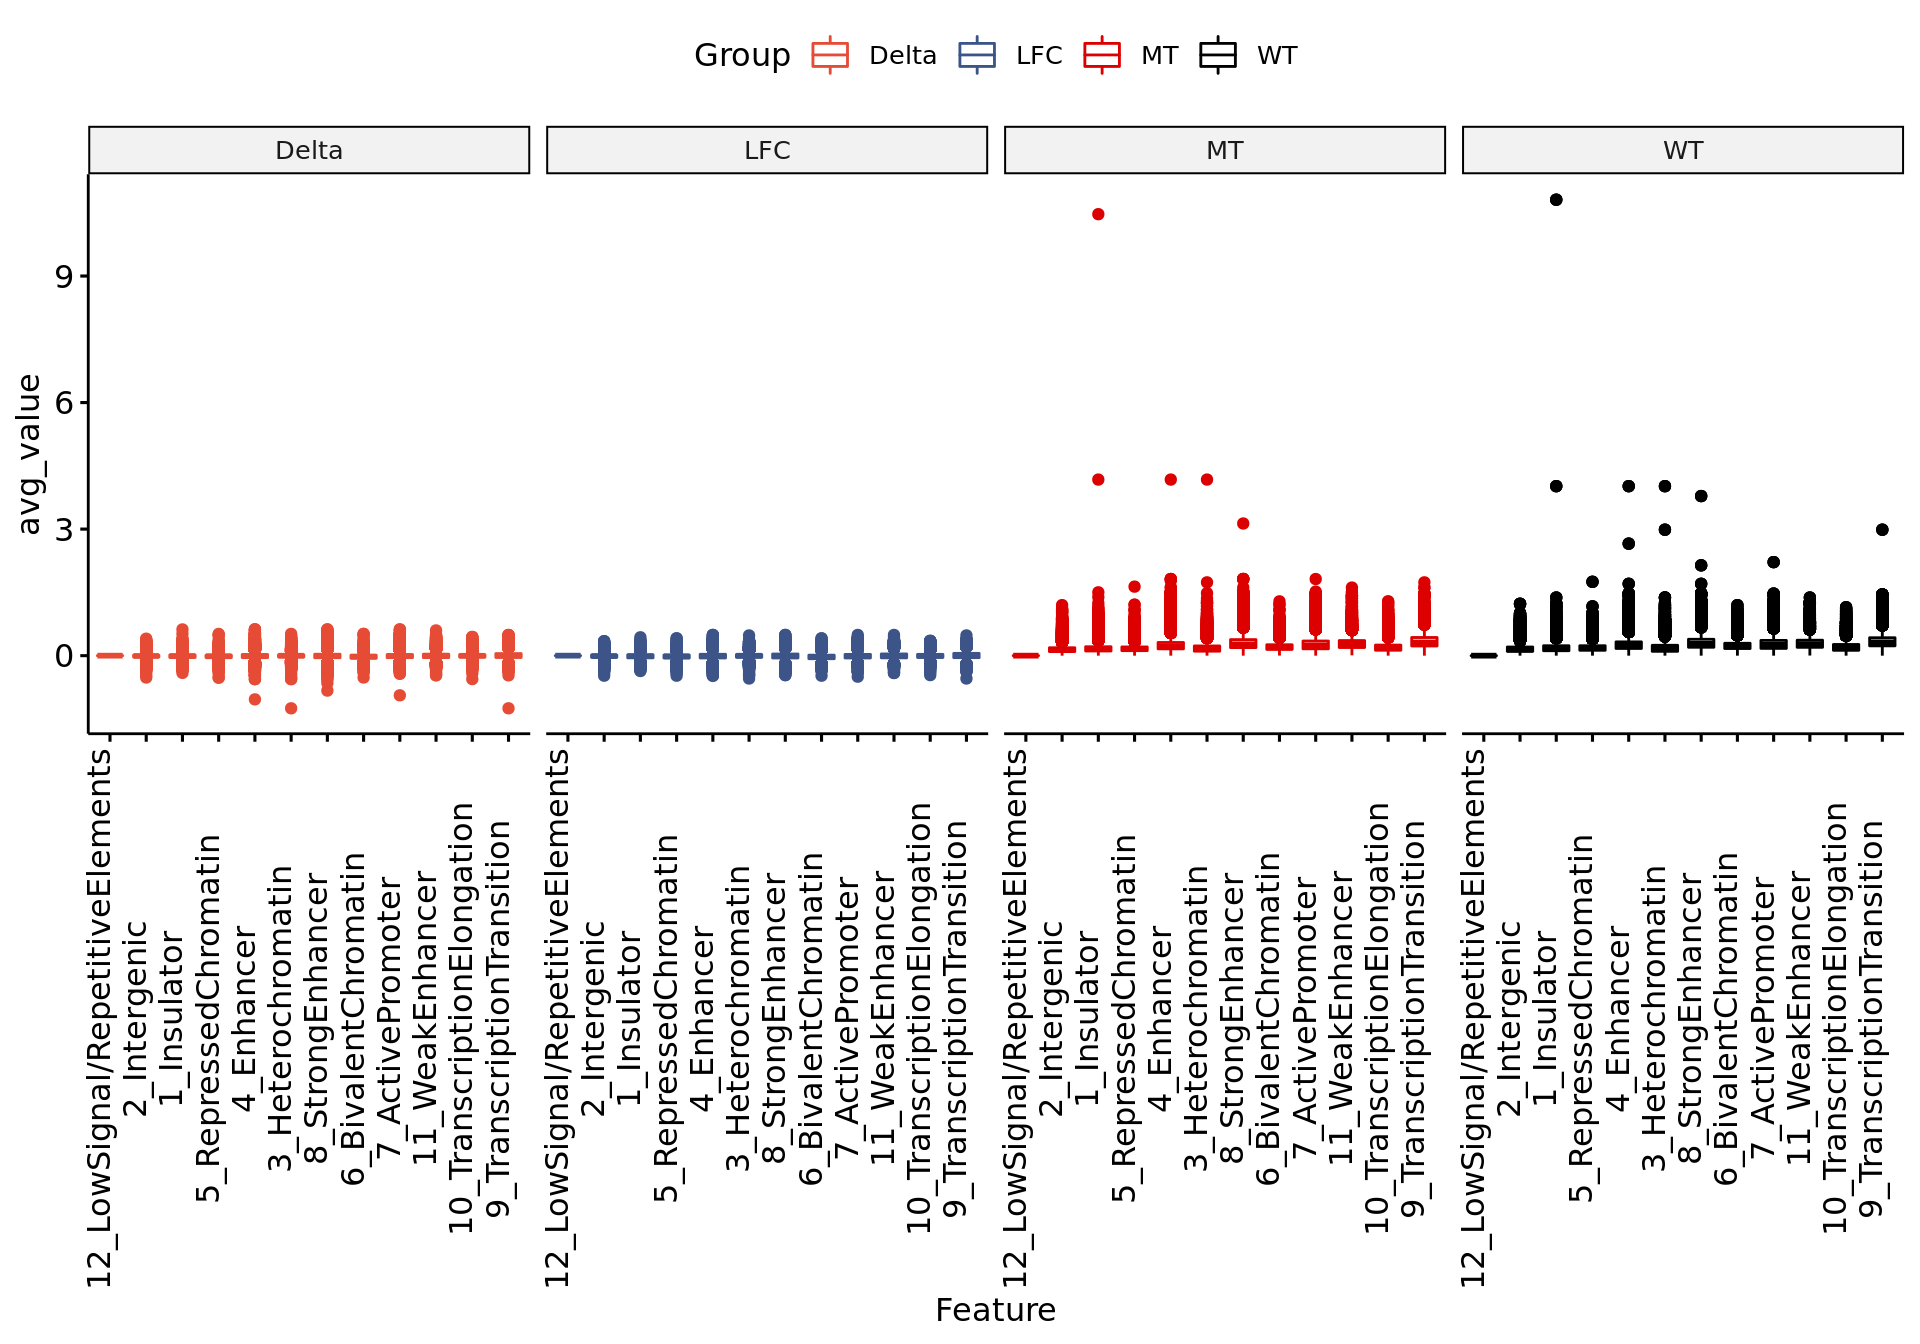 Group Delta LFC MT WT
Delta LFC MT WT
avg_value
9
6
3
0
12_LowSignal/RepetitiveElements
2_Intergenic
1_Insulator
5_RepressedChromatin
4_Enhancer
3_Heterochromatin
8_StrongEnhancer
6_BivalentChromatin
7_ActivePromoter
11_WeakEnhancer
10_TranscriptionElongation
9_TranscriptionTransition
12_LowSignal/RepetitiveElements
2_Intergenic
1_Insulator
5_RepressedChromatin
4_Enhancer
3_Heterochromatin
8_StrongEnhancer
6_BivalentChromatin
7_ActivePromoter
11_WeakEnhancer
10_TranscriptionElongation
9_TranscriptionTransition
12_LowSignal/RepetitiveElements
2_Intergenic
1_Insulator
5_RepressedChromatin
4_Enhancer
3_Heterochromatin
8_StrongEnhancer
6_BivalentChromatin
7_ActivePromoter
11_WeakEnhancer
10_TranscriptionElongation
9_TranscriptionTransition
12_LowSignal/RepetitiveElements
2_Intergenic
1_Insulator
5_RepressedChromatin
4_Enhancer
3_Heterochromatin
8_StrongEnhancer
6_BivalentChromatin
7_ActivePromoter
11_WeakEnhancer
10_TranscriptionElongation
9_TranscriptionTransition
Feature